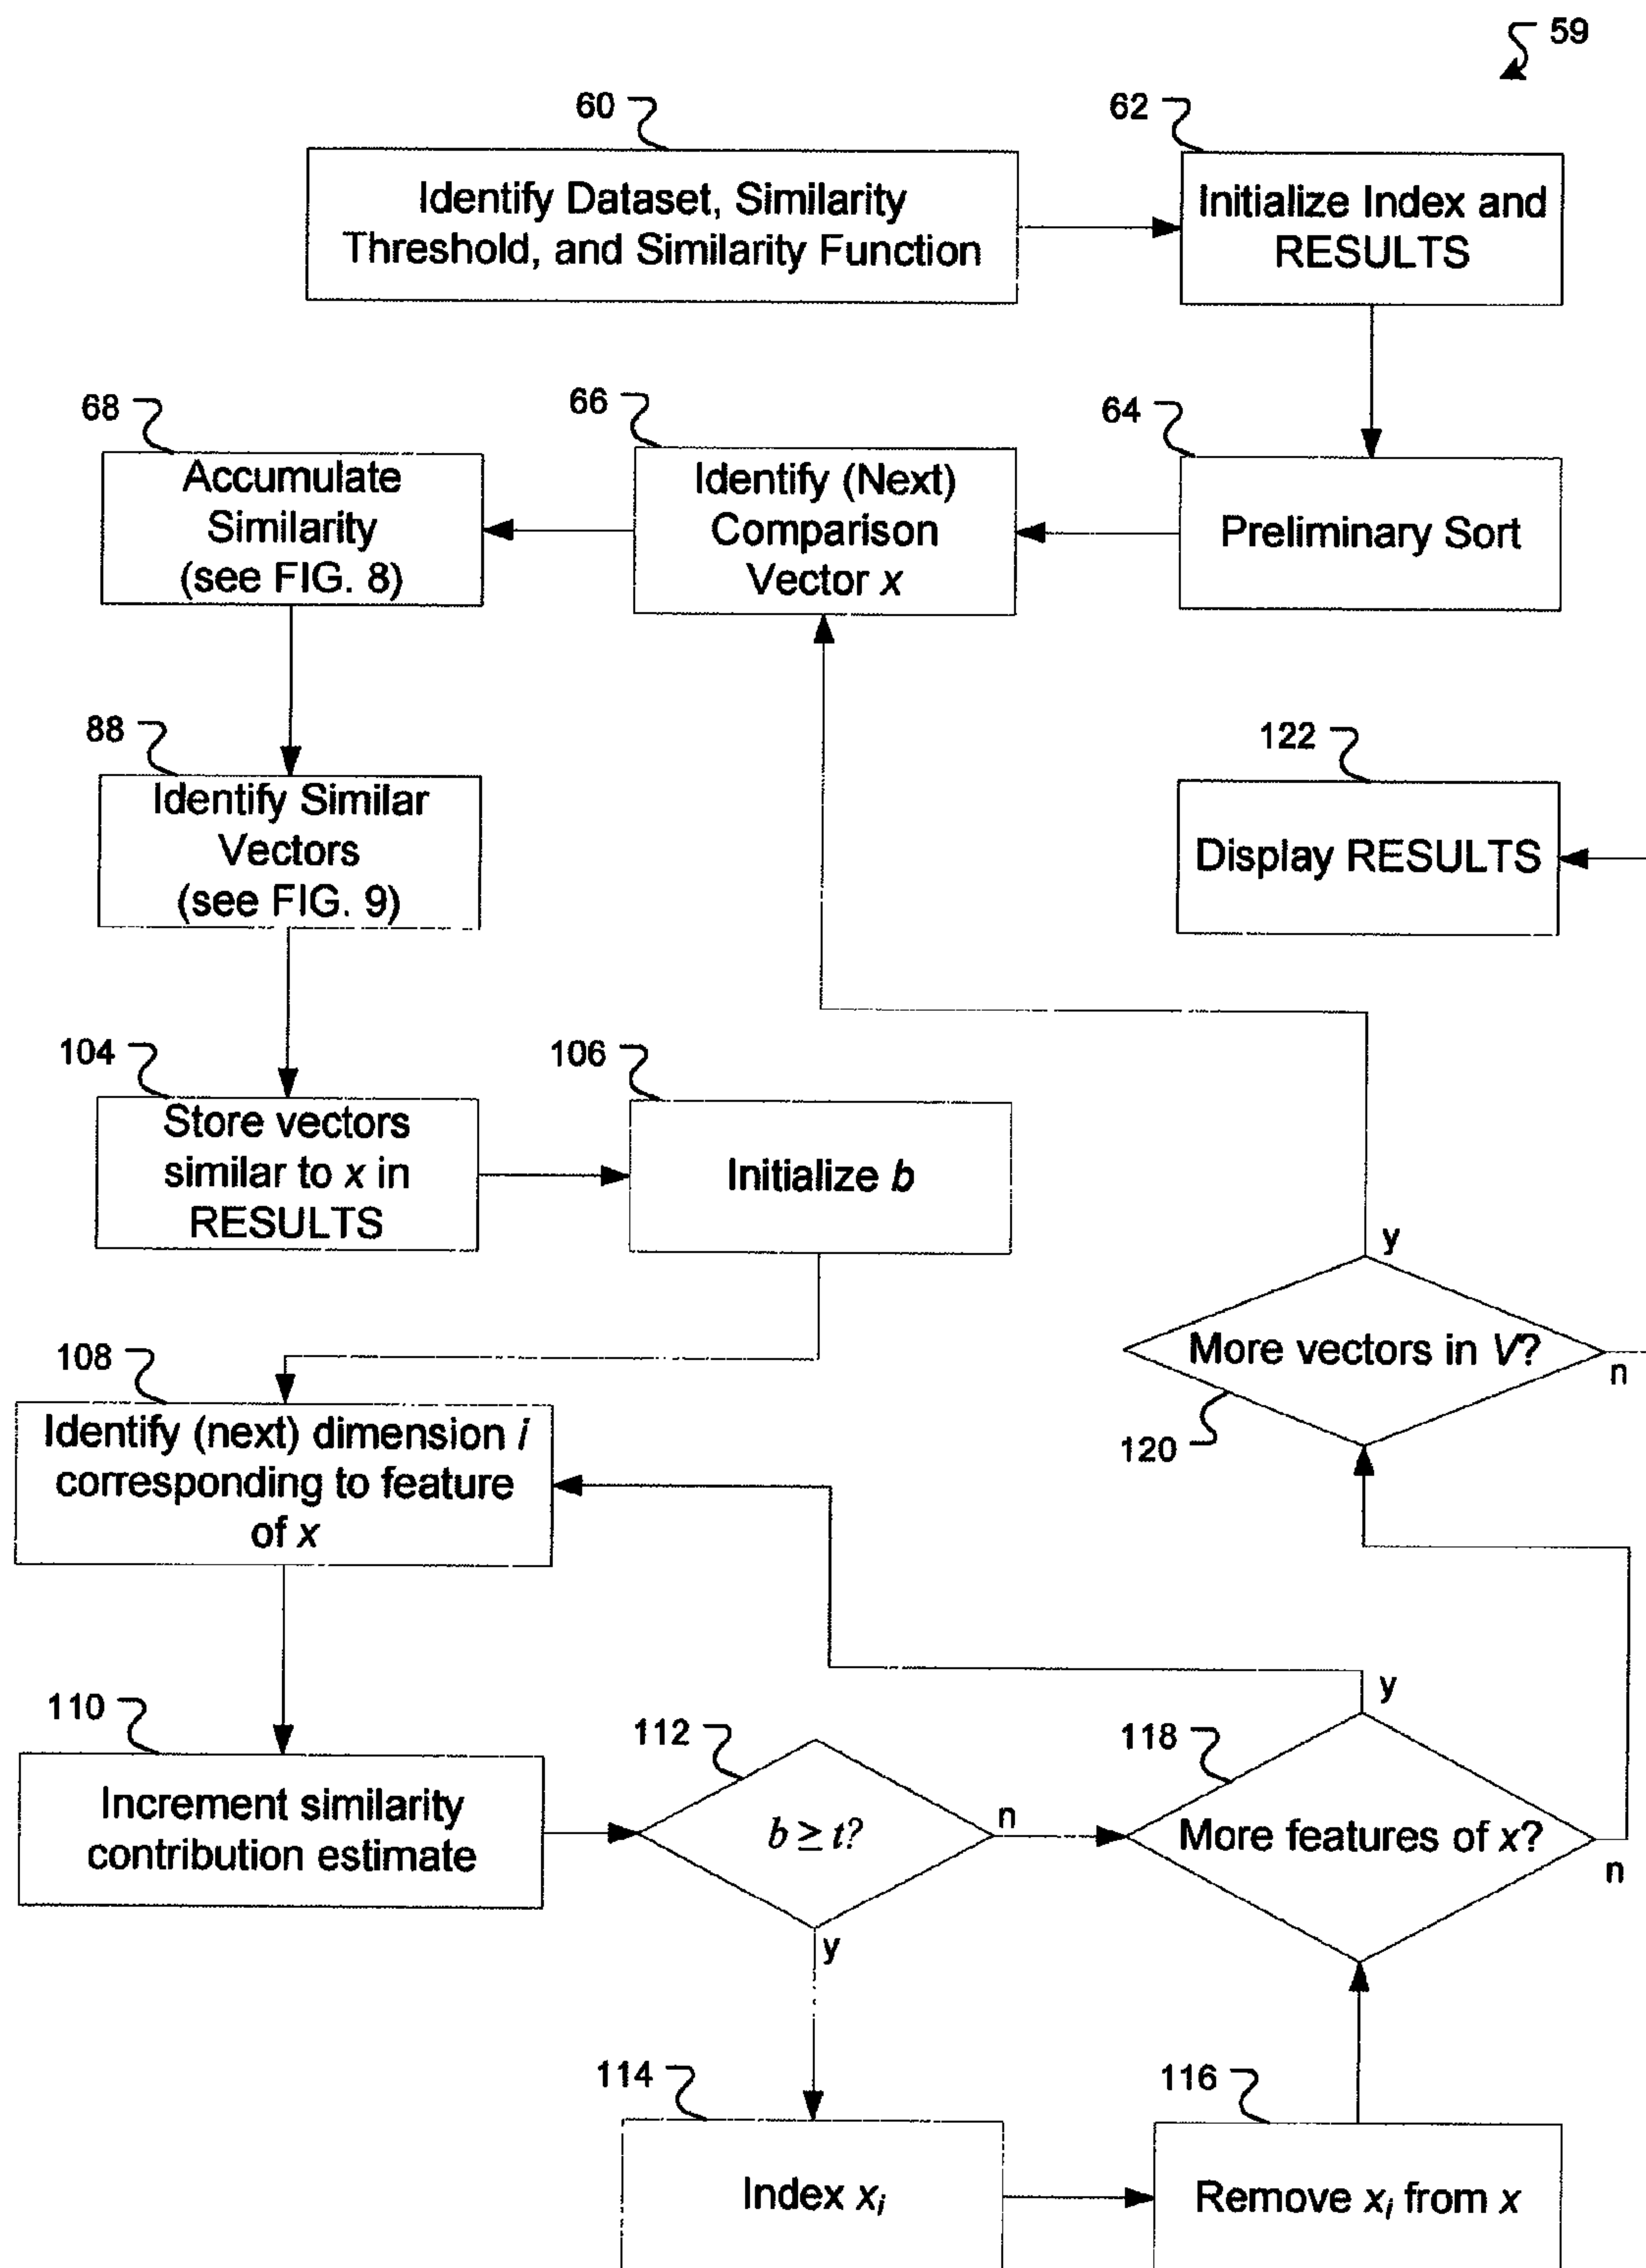 59
60
62
Identify Dataset, Similarity
Threshold, and Similarity Function
Initialize Index and
RESULTS
68
66
64
Accumulate
Similarity
(see FIG. 8)
Identify (Next)
Comparison
Vector x
Preliminary Sort
88
122
Identify Similar
Vectors
(see FIG. 9)
Display RESULTS
104
106
Store vectors
similar to x in
RESULTS
Initialize b
y
108
More vectors in V?
n
120
Identify (next) dimension i
corresponding to feature
of x
y
110
112
118
Increment similarity
contribution estimate
b ≥ t?
n
More features of x?
n
y
114
116
Index xi
Remove xi from x